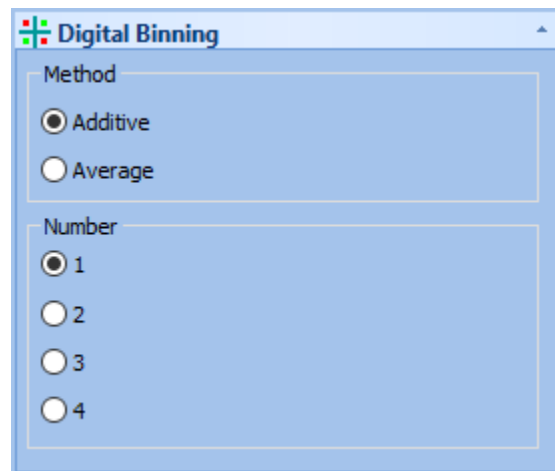 Digital Binning
Method
Additive
Average
Number
1
2
3
4